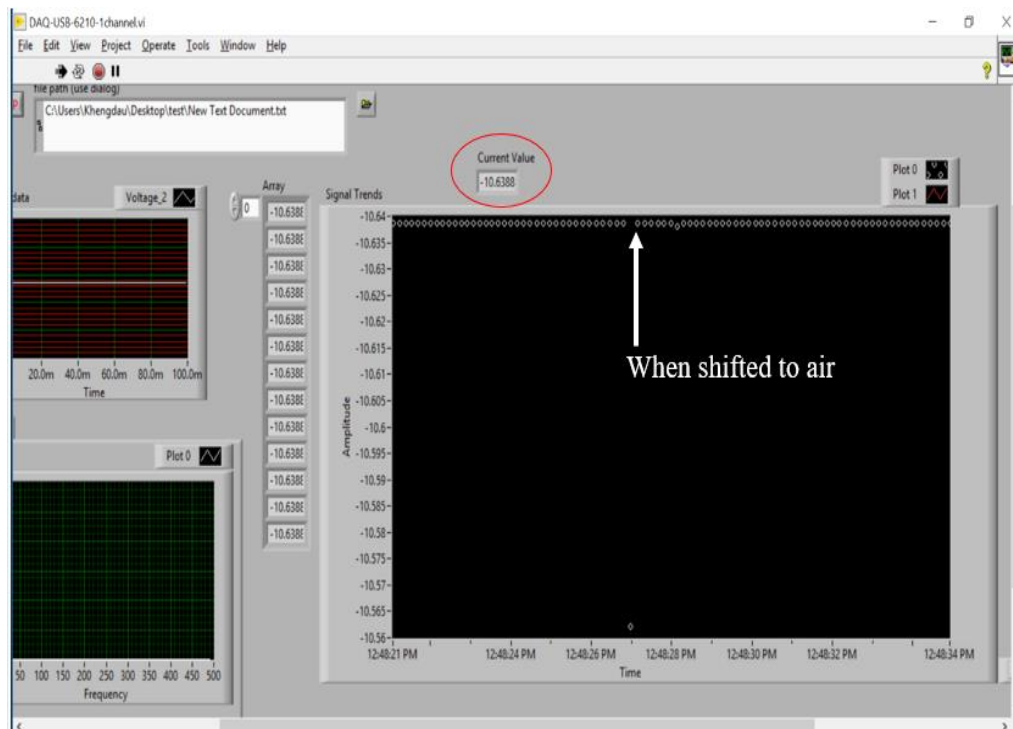 DAQ-USB-6210-1channel.vi
File Edit View Project Operate Tools Window Help
file path (use dialog)
C:\Users\Khengdau\Desktop\test\New Text Document.txt
Current Value
-10.6388
Plot 0
Plot 1
data
Voltage_2
Array
0
-10.638
-10.638
-10.638
-10.638
-10.638
-10.638
-10.638
-10.638
-10.638
-10.638
-10.638
-10.638
-10.638
Signal Trends
-10.64
-10.635
-10.63
-10.625
-10.62
-10.615
-10.61
-10.605
-10.6
-10.595
-10.59
-10.585
-10.58
-10.575
-10.57
-10.565
-10.56
Amplitude
When shifted to air
12:48:21 PM 12:48:24 PM 12:48:26 PM 12:48:28 PM 12:48:30 PM 12:48:32 PM 12:48:34 PM
Time
20.0m 40.0m 60.0m 80.0m 100.0m
Time
Plot 0
50 100 150 200 250 300 350 400 450 500
Frequency